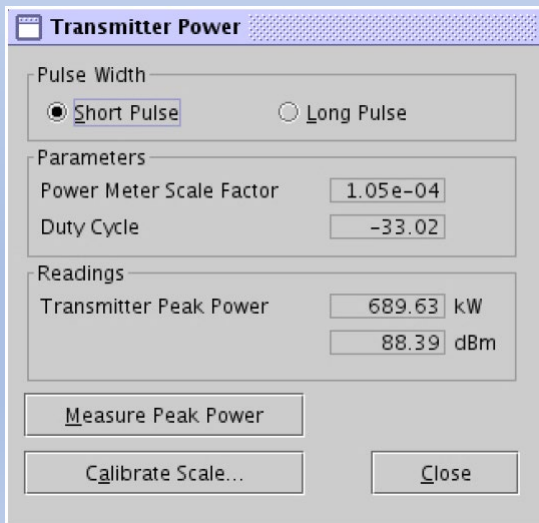 Transmitter Power
Pulse Width
Short Pulse Long Pulse
Parameters
Power Meter Scale Factor 1.05e-04
Duty Cycle -33.02
Readings
Transmitter Peak Power 689.63 kW
88.39 dBm
Measure Peak Power
Calibrate Scale... Close